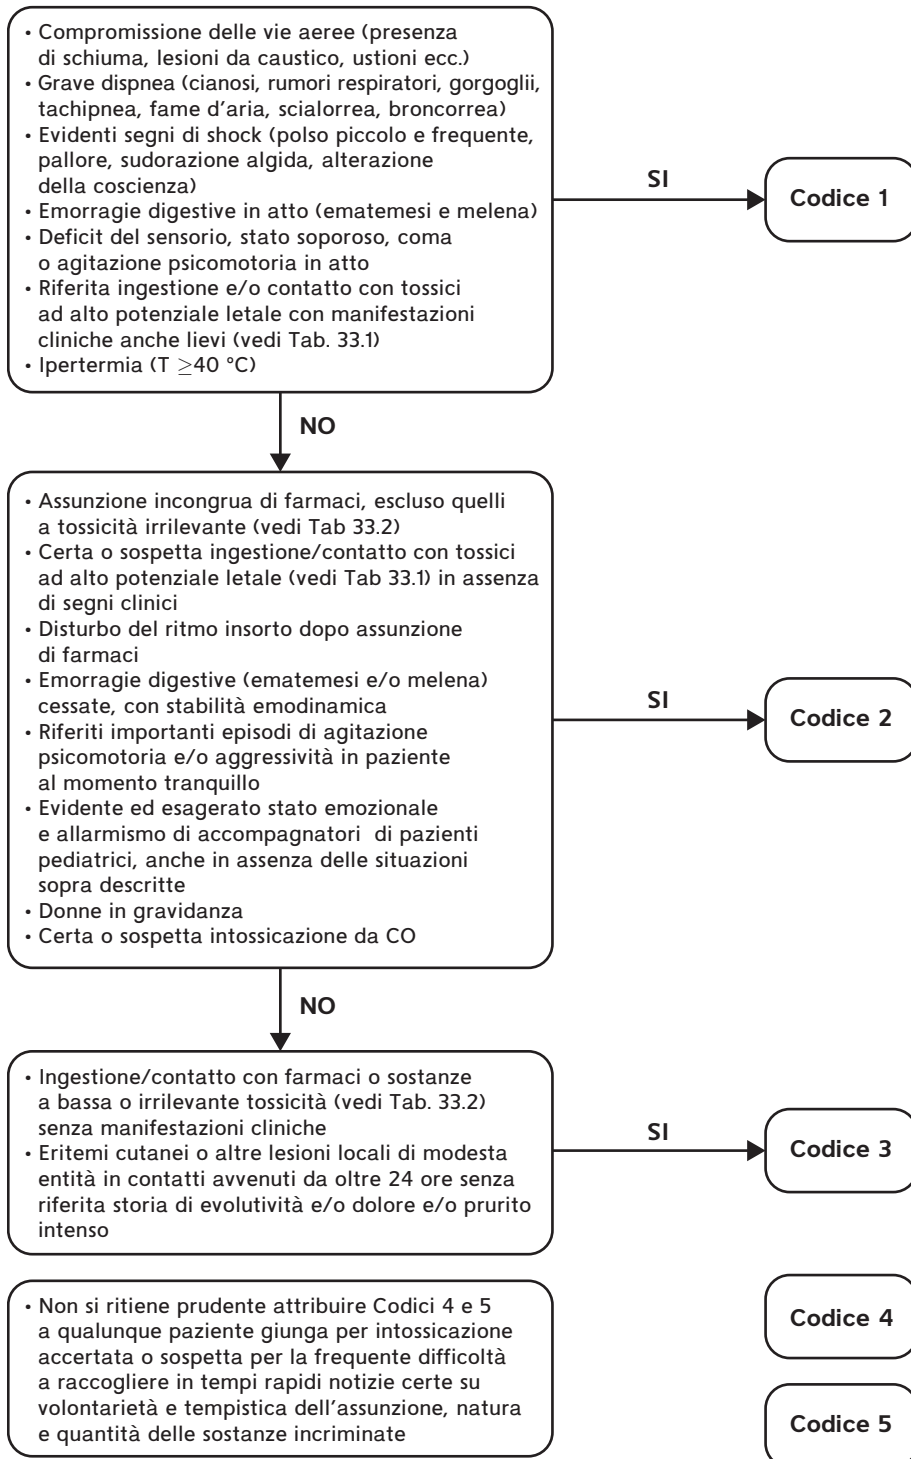 • Compromissione delle vie aeree (presenza
di schiuma, lesioni da caustico, ustioni ecc.)
• Grave dispnea (cianosi, rumori respiratori, gorgoglii,
tachipnea, fame d'aria, scialorrea, broncorrea)
• Evidenti segni di shock (polso piccolo e frequente,
pallore, sudorazione algida, alterazione
della coscienza)
• Emorragie digestive in atto (ematemesi e melena)
• Deficit del sensorio, stato soporoso, coma
o agitazione psicomotoria in atto
• Riferita ingestione e/o contatto con tossici
ad alto potenziale letale con manifestazioni
cliniche anche lievi (vedi Tab. 33.1)
• Ipertermia (T ≥40 °C)
SI
Codice 1
NO
• Assunzione incongrua di farmaci, escluso quelli
a tossicità irrilevante (vedi Tab 33.2)
• Certa o sospetta ingestione/contatto con tossici
ad alto potenziale letale (vedi Tab 33.1) in assenza
di segni clinici
• Disturbo del ritmo insorto dopo assunzione
di farmaci
• Emorragie digestive (ematemesi e/o melena)
cessate, con stabilità emodinamica
• Riferiti importanti episodi di agitazione
psicomotoria e/o aggressività in paziente
al momento tranquillo
• Evidente ed esagerato stato emozionale
e allarmismo di accompagnatori di pazienti
pediatrici, anche in assenza delle situazioni
sopra descritte
• Donne in gravidanza
• Certa o sospetta intossicazione da CO
SI
Codice 2
NO
• Ingestione/contatto con farmaci o sostanze
a bassa o irrilevante tossicità (vedi Tab. 33.2)
senza manifestazioni cliniche
• Eritemi cutanei o altre lesioni locali di modesta
entità in contatti avvenuti da oltre 24 ore senza
riferita storia di evolutività e/o dolore e/o prurito
intenso
SI
Codice 3
• Non si ritiene prudente attribuire Codici 4 e 5
a qualunque paziente giunga per intossicazione
accertata o sospetta per la frequente difficoltà
a raccogliere in tempi rapidi notizie certe su
volontarietà e tempistica dell'assunzione, natura
e quantità delle sostanze incriminate
Codice 4
Codice 5